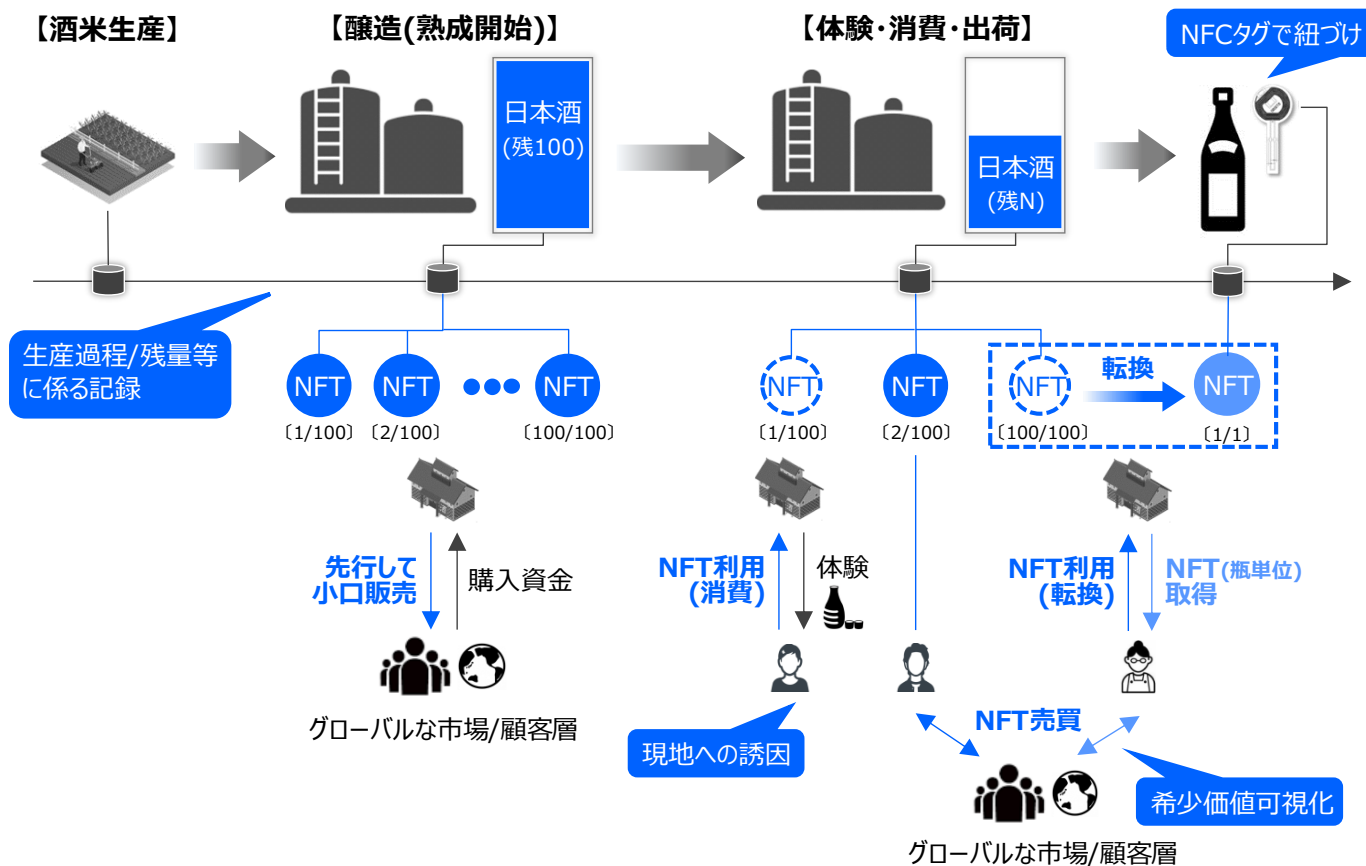 【酒米生産】
【醸造(熟成開始)】
【体験・消費・出荷】
NFCタグで紐づけ
日本酒
(残100)
日本酒
(残N)
生産過程/残量等
に係る記録
NFT
NFT
NFT
NFT
NFT
NFT
転換
NFT
〔1/100〕
〔2/100〕
〔100/100〕
〔1/100〕
〔2/100〕
〔100/100〕
〔1/1〕
先行して
小口販売
購入資金
NFT利用
(消費)
体験
NFT利用
(転換)
NFT(瓶単位)
取得
グローバルな市場/顧客層
現地への誘因
NFT売買
希少価値可視化
グローバルな市場/顧客層